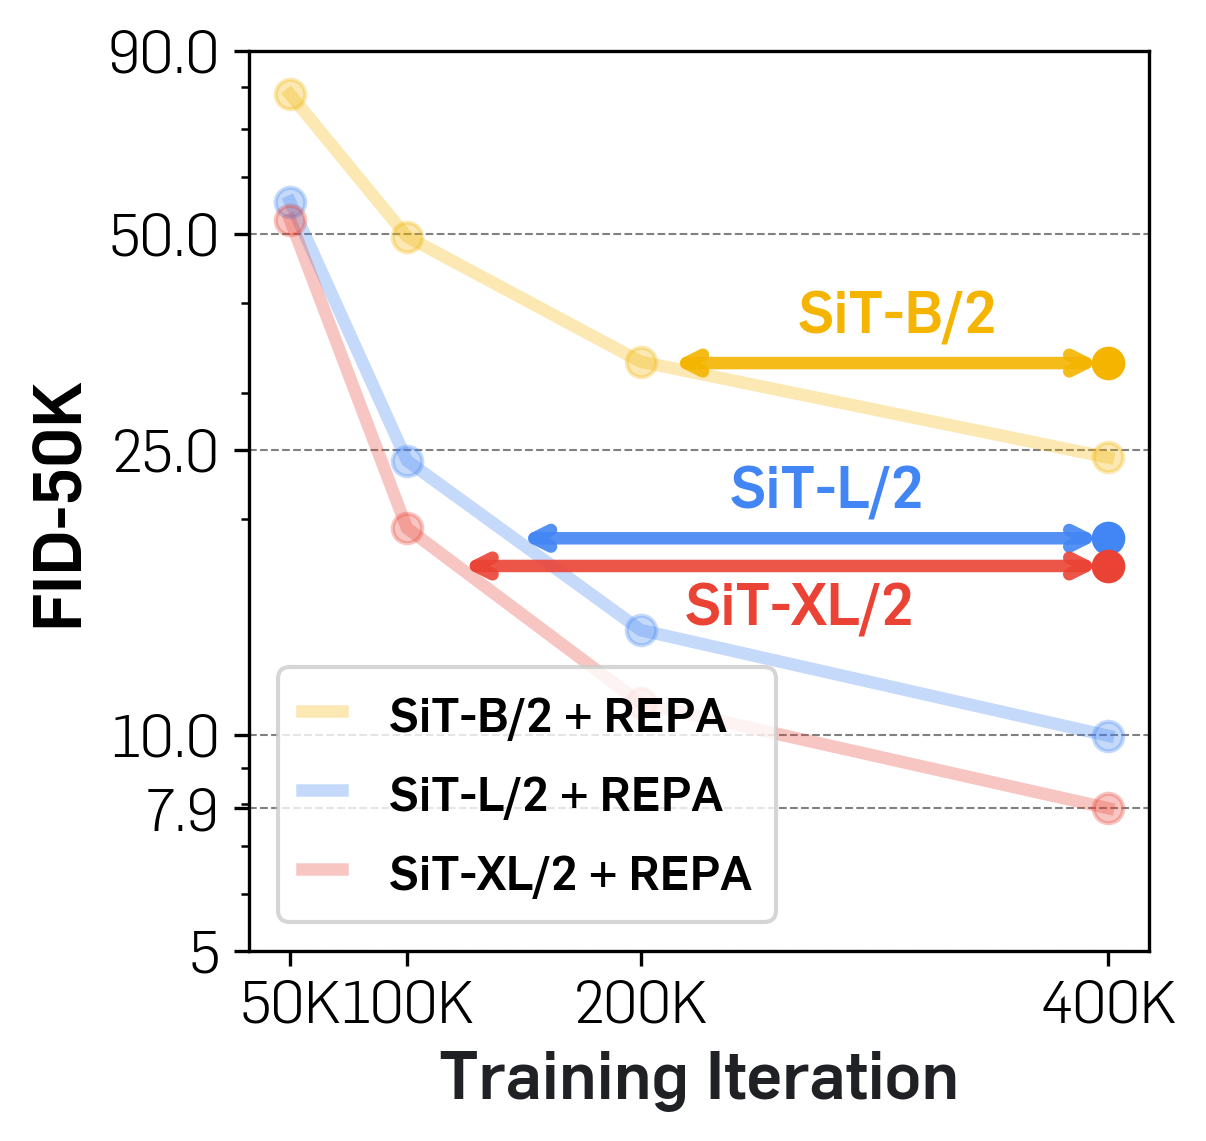 90.0
50.0
25.0
10.0
7.9
5
FID-50K
SiT-B/2
SiT-L/2
SiT-XL/2
SiT-B/2 + REPA
SiT-L/2 + REPA
SiT-XL/2 + REPA
50K 100K 200K 400K
Training Iteration